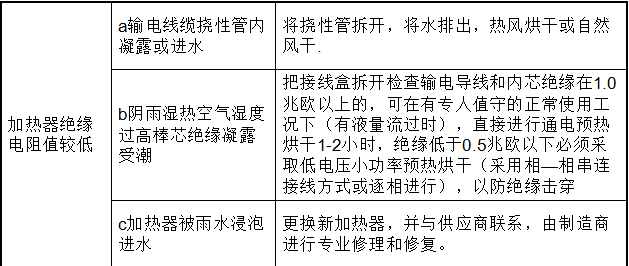 加热器绝缘
电阻值较低
a输电线缆挠性管内
凝露或进水
将挠性管拆开，将水排出，热风烘干或自然
风干.
b阴雨湿热空气湿度
过高棒芯绝缘凝露
受潮
把接线盒拆开检查输电导线和内芯绝缘在1.0
兆欧以上的，可在有专人值守的正常使用工
况下（有液量流过时），直接进行通电预热
烘干1-2小时，绝缘低于0.5兆欧以下必须采
取低电压小功率预热烘干（采用相—相串连
接线方式或逐相进行），以防绝缘击穿
c加热器被雨水浸泡
进水
更换新加热器，并与供应商联系，由制造商
进行专业修理和修复。